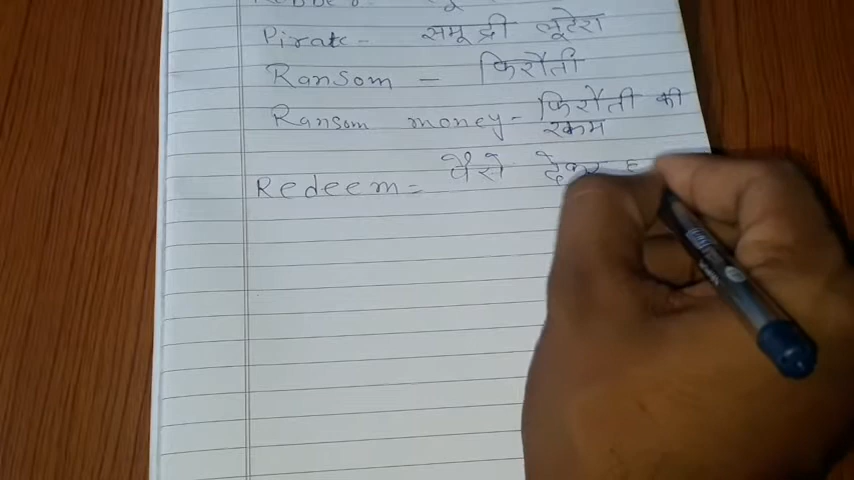 Pirate - समूद्री लूटेरा
Ransom - फिरौती
Ransom money - फिरौती की
रकम
Redeem = पैसे देकर